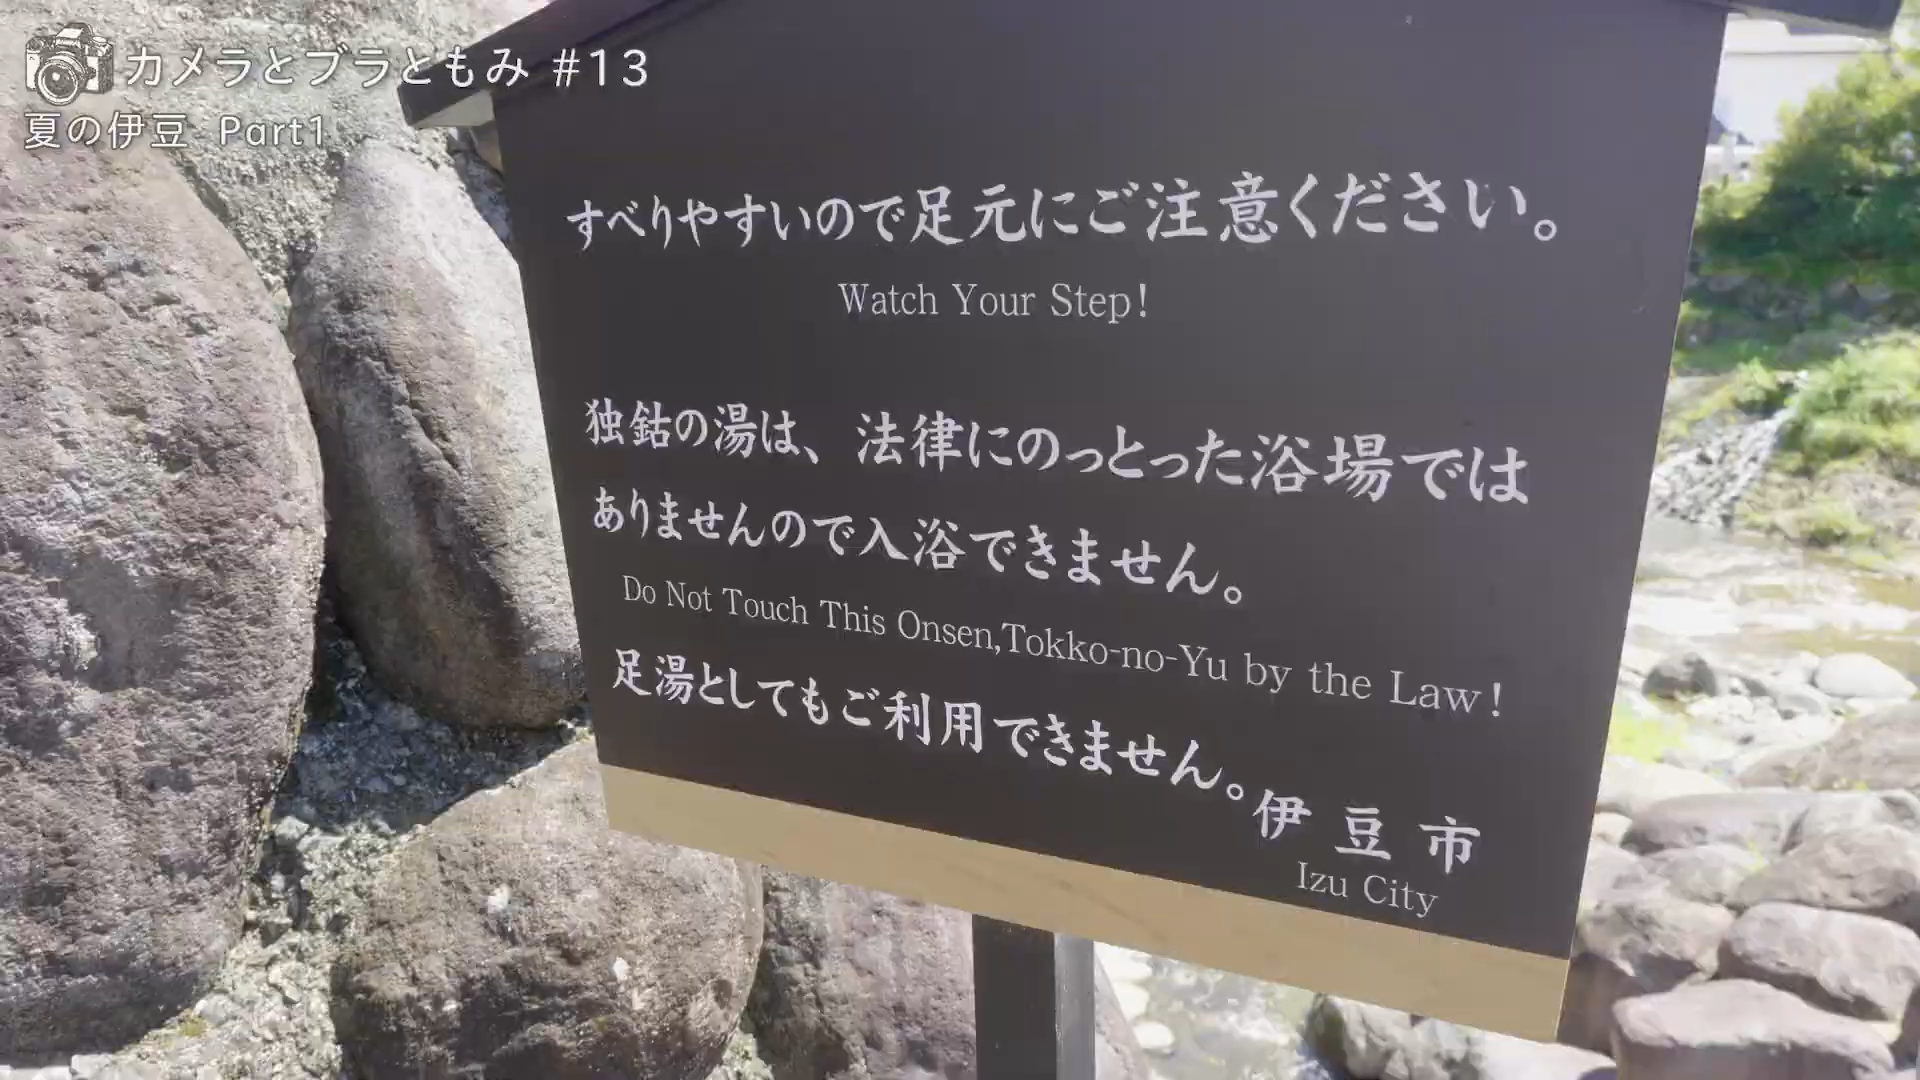 カメラとブラともみ #13
夏の伊豆 Part1
すべりやすいので足元にご注意ください。
Watch Your Step!
独鈷の湯は、法律にのっとった浴場では
ありませんので入浴できません。
Do Not Touch This Onsen,Tokko-no-Yu by the Law!
足湯としてもご利用できません。
伊豆市
Izu City